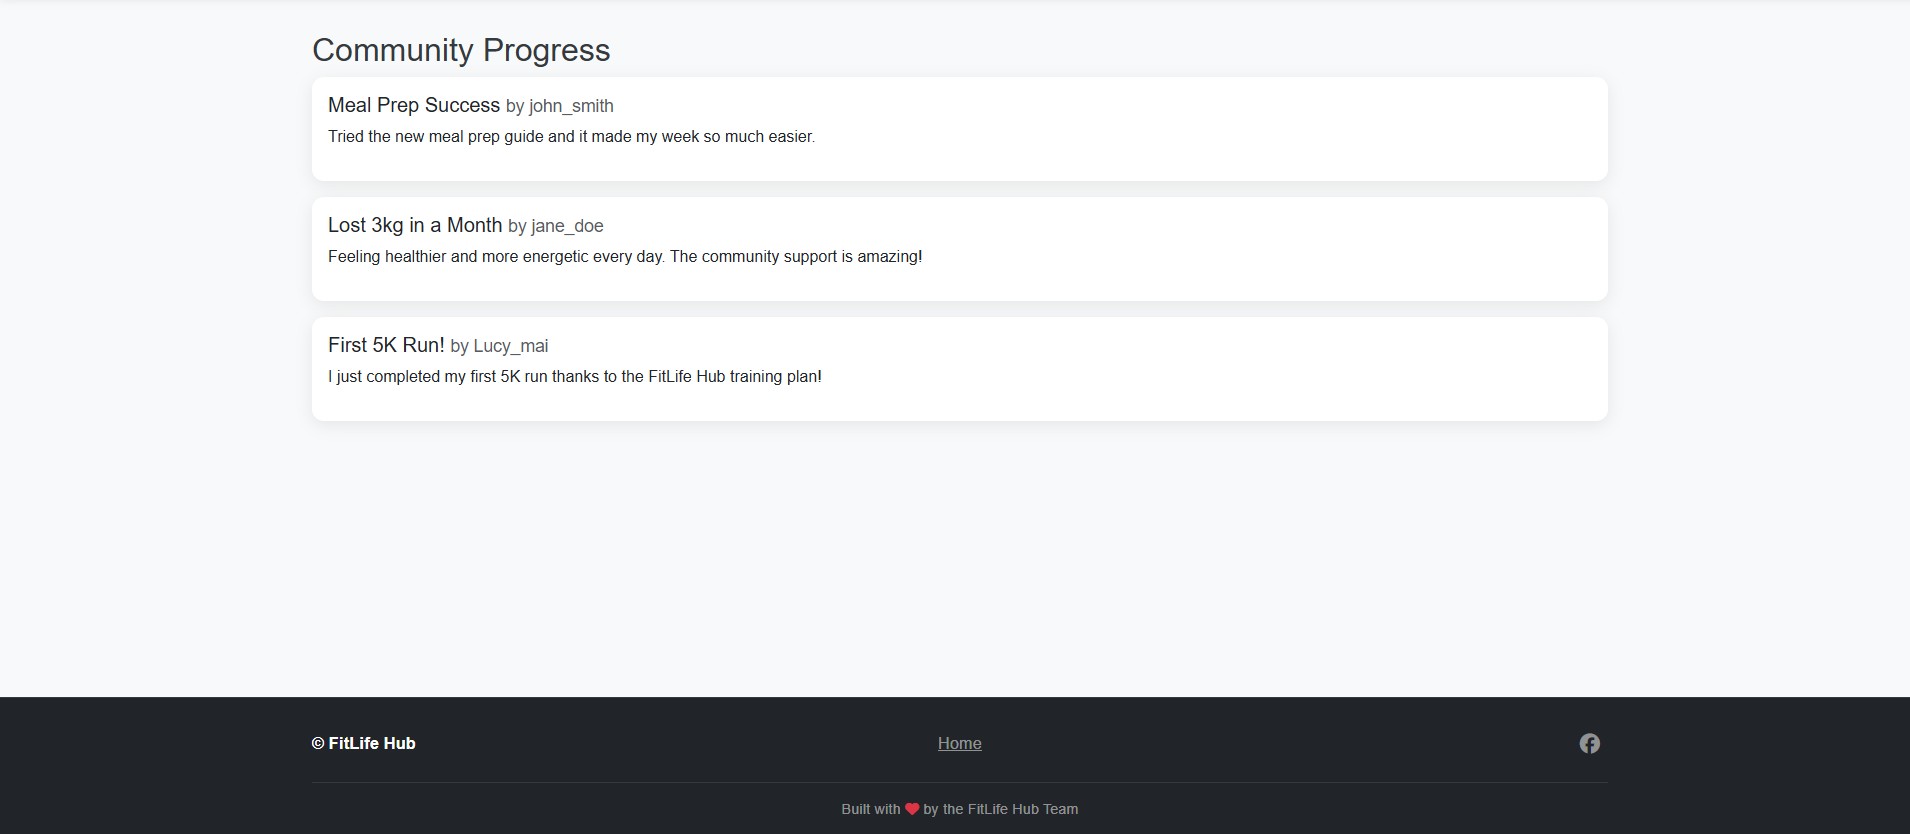 Community Progress
Meal Prep Success by john_smith
Tried the new meal prep guide and it made my week so much easier.
Lost 3kg in a Month by jane_doe
Feeling healthier and more energetic every day. The community support is amazing!
First 5K Run! by Lucy_mai
I just completed my first 5K run thanks to the FitLife Hub training plan!
© FitLife Hub
Home
Built with ❤ by the FitLife Hub Team